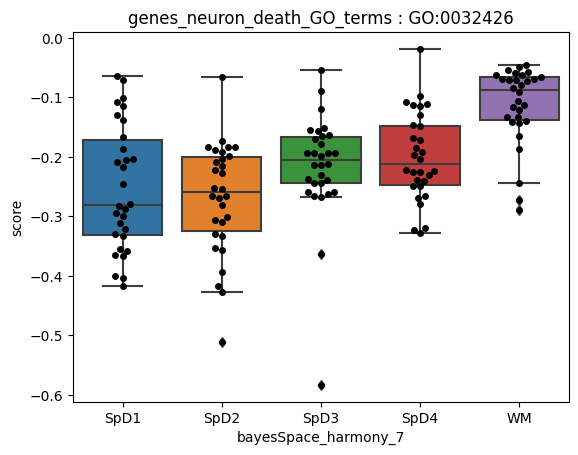 genes_neuron_death_GO_terms : GO:0032426
0.0
−0.1
−0.2
−0.3
−0.4
−0.5
−0.6
score
SpD1 SpD2 SpD3 SpD4 WM
bayesSpace_harmony_7